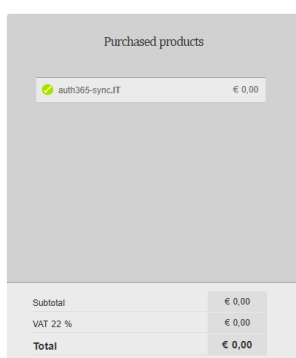 Purchased products
auth365-sync.IT € 0,00
Subtotal € 0,00
VAT 22 % € 0,00
Total € 0,00